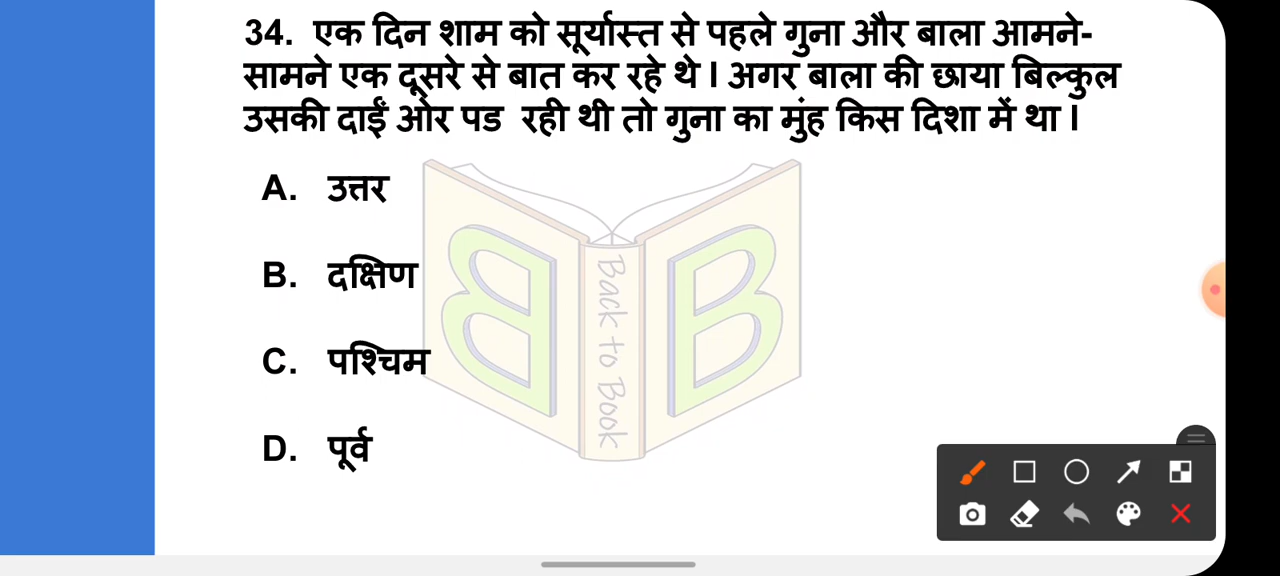 34. एक दिन शाम को सूर्यास्त से पहले गुना और बाला आमने-
सामने एक दूसरे से बात कर रहे थे । अगर बाला की छाया बिल्कुल
उसकी दाईं ओर पड रही थी तो गुना का मुंह किस दिशा में था ।
A. उत्तर
B. दक्षिण
C. पश्चिम
D. पूर्व
B B
Back to Book